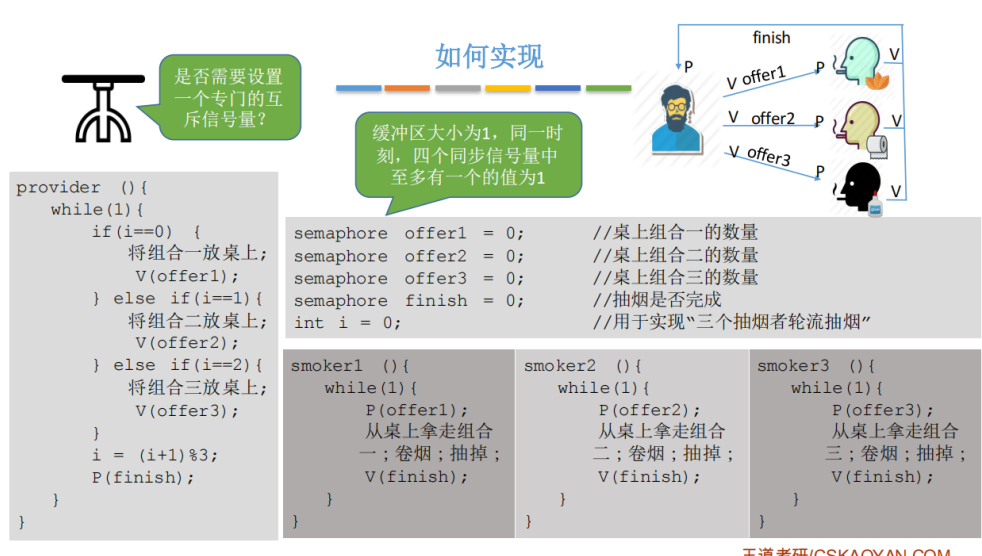 如何实现
是否需要设置
一个专门的互
斥信号量？
缓冲区大小为1，同一时
刻，四个同步信号量中
至多有一个的值为1
finish
P
V offer1 P V
V offer2 P V
V offer3 P V
provider (){
while(1){
if(i==0) {
将组合一放桌上;
V(offer1);
} else if(i==1){
将组合二放桌上;
V(offer2);
} else if(i==2){
将组合三放桌上;
V(offer3);
}
i = (i+1)%3;
P(finish);
}
}
semaphore offer1 = 0; //桌上组合一的数量
semaphore offer2 = 0; //桌上组合二的数量
semaphore offer3 = 0; //桌上组合三的数量
semaphore finish = 0; //抽烟是否完成
int i = 0; //用于实现“三个抽烟者轮流抽烟”
smoker1 (){
while(1){
P(offer1);
从桌上拿走组合
一；卷烟；抽掉；
V(finish);
}
}
smoker2 (){
while(1){
P(offer2);
从桌上拿走组合
二；卷烟；抽掉；
V(finish);
}
}
smoker3 (){
while(1){
P(offer3);
从桌上拿走组合
三；卷烟；抽掉；
V(finish);
}
}
王道考研/CSKAOYAN.COM